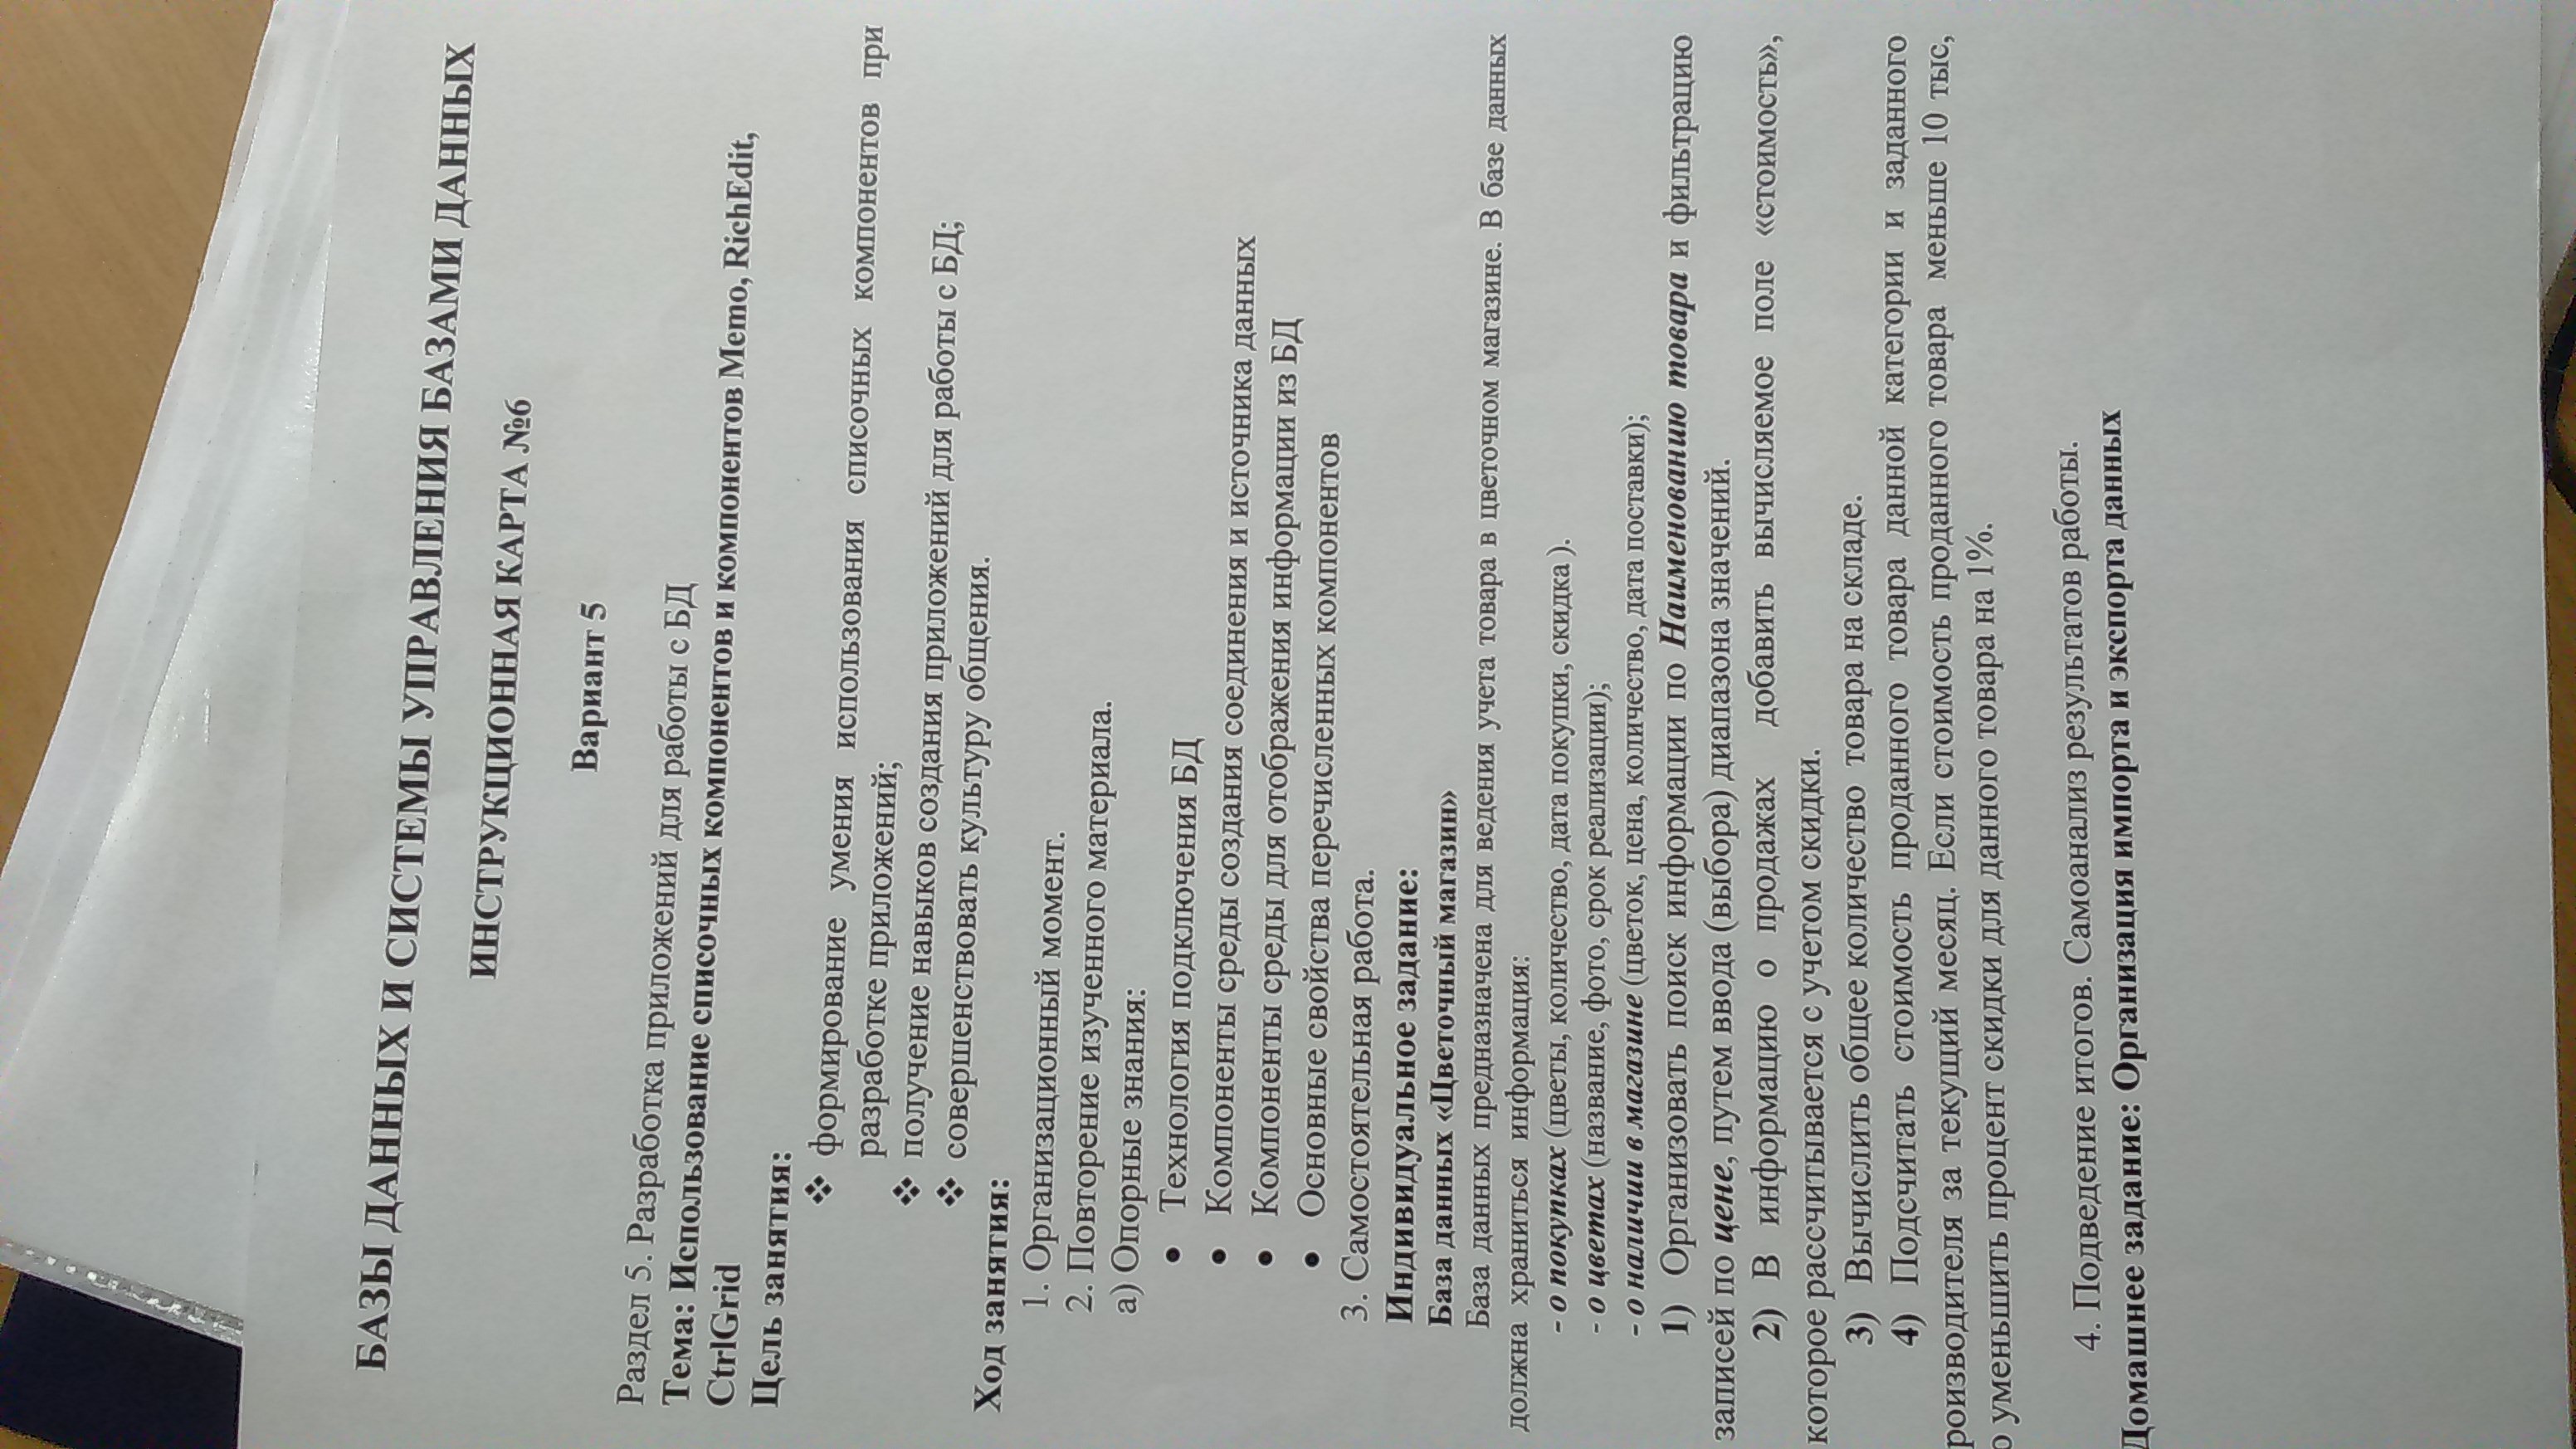 БАЗЫ ДАННЫХ И СИСТЕМЫ УПРАВЛЕНИЯ БАЗАМИ ДАННЫХ
ИНСТРУКЦИОННАЯ КАРТА №6
Вариант 5
Раздел 5. Разработка приложений для работы с БД
Тема: Использование списочных компонентов и компонентов Memo, RichEdit,
CtrlGrid
Цель занятия:
❖ формирование умения использования списочных компонентов при
разработке приложений;
❖ получение навыков создания приложений для работы с БД;
❖ совершенствовать культуру общения.
Ход занятия:
1. Организационный момент.
2. Повторение изученного материала.
а) Опорные знания:
• Технология подключения БД
• Компоненты среды создания соединения и источника данных
• Компоненты среды для отображения информации из БД
• Основные свойства перечисленных компонентов
3. Самостоятельная работа.
Индивидуальное задание:
База данных «Цветочный магазин»
База данных предназначена для ведения учета товара в цветочном магазине. В базе данных
должна храниться информация:
- о покупках (цветы, количество, дата покупки, скидка ).
- о цветах (название, фото, срок реализации);
- о наличии в магазине (цветок, цена, количество, дата поставки);
1) Организовать поиск информации по Наименованию товара и фильтрацию
записей по цене, путем ввода (выбора) диапазона значений.
2) В информацию о продажах добавить вычисляемое поле «стоимость»,
которое рассчитывается с учетом скидки.
3) Вычислить общее количество товара на складе.
4) Подсчитать стоимость проданного товара данной категории и заданного
роизводителя за текущий месяц. Если стоимость проданного товара меньше 10 тыс,
о уменьшить процент скидки для данного товара на 1%.
4. Подведение итогов. Самоанализ результатов работы.
Домашнее задание: Организация импорта и экспорта данных